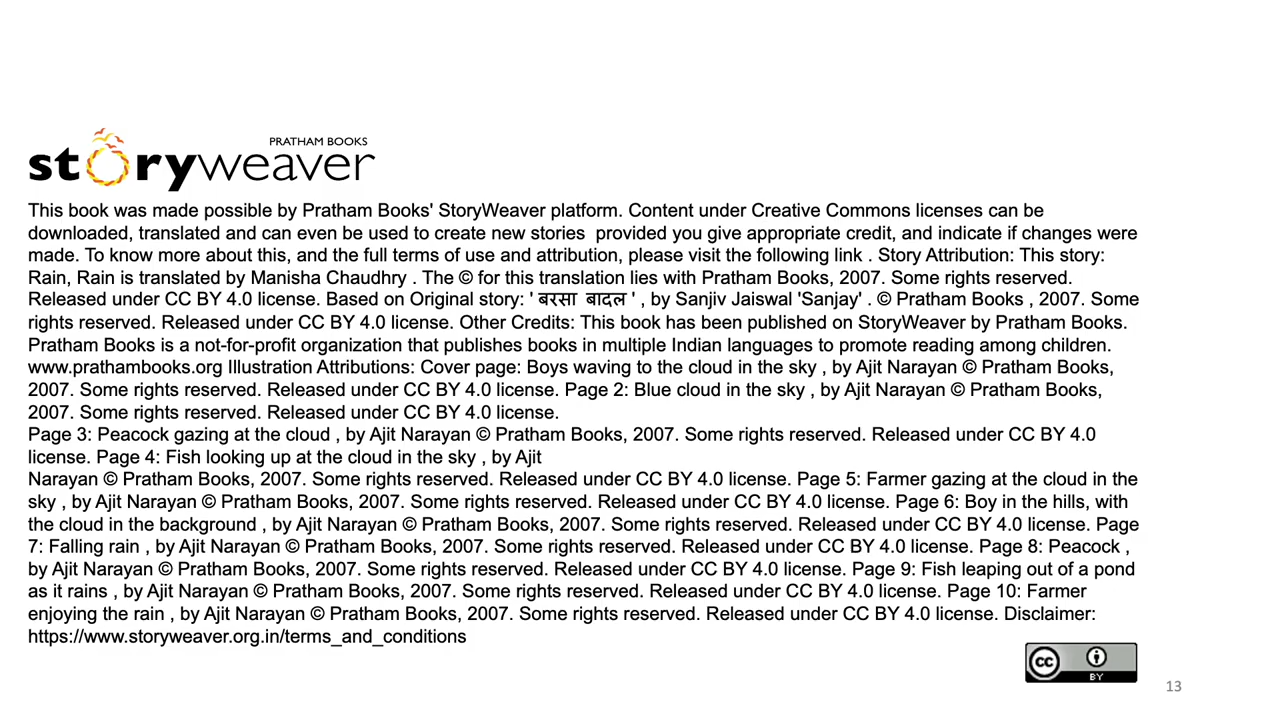 PRATHAM BOOKS
storyweaver
This book was made possible by Pratham Books' StoryWeaver platform. Content under Creative Commons licenses can be
downloaded, translated and can even be used to create new stories  provided you give appropriate credit, and indicate if changes were
made. To know more about this, and the full terms of use and attribution, please visit the following link . Story Attribution: This story:
Rain, Rain is translated by Manisha Chaudhry . The © for this translation lies with Pratham Books, 2007. Some rights reserved.
Released under CC BY 4.0 license. Based on Original story: ' बरसा बादल ' , by Sanjiv Jaiswal 'Sanjay' . © Pratham Books , 2007. Some
rights reserved. Released under CC BY 4.0 license. Other Credits: This book has been published on StoryWeaver by Pratham Books.
Pratham Books is a not-for-profit organization that publishes books in multiple Indian languages to promote reading among children.
www.prathambooks.org Illustration Attributions: Cover page: Boys waving to the cloud in the sky , by Ajit Narayan © Pratham Books,
2007. Some rights reserved. Released under CC BY 4.0 license. Page 2: Blue cloud in the sky , by Ajit Narayan © Pratham Books,
2007. Some rights reserved. Released under CC BY 4.0 license.
Page 3: Peacock gazing at the cloud , by Ajit Narayan © Pratham Books, 2007. Some rights reserved. Released under CC BY 4.0
license. Page 4: Fish looking up at the cloud in the sky , by Ajit
Narayan © Pratham Books, 2007. Some rights reserved. Released under CC BY 4.0 license. Page 5: Farmer gazing at the cloud in the
sky , by Ajit Narayan © Pratham Books, 2007. Some rights reserved. Released under CC BY 4.0 license. Page 6: Boy in the hills, with
the cloud in the background , by Ajit Narayan © Pratham Books, 2007. Some rights reserved. Released under CC BY 4.0 license. Page
7: Falling rain , by Ajit Narayan © Pratham Books, 2007. Some rights reserved. Released under CC BY 4.0 license. Page 8: Peacock ,
by Ajit Narayan © Pratham Books, 2007. Some rights reserved. Released under CC BY 4.0 license. Page 9: Fish leaping out of a pond
as it rains , by Ajit Narayan © Pratham Books, 2007. Some rights reserved. Released under CC BY 4.0 license. Page 10: Farmer
enjoying the rain , by Ajit Narayan © Pratham Books, 2007. Some rights reserved. Released under CC BY 4.0 license. Disclaimer:
https://www.storyweaver.org.in/terms_and_conditions
cc
BY
13